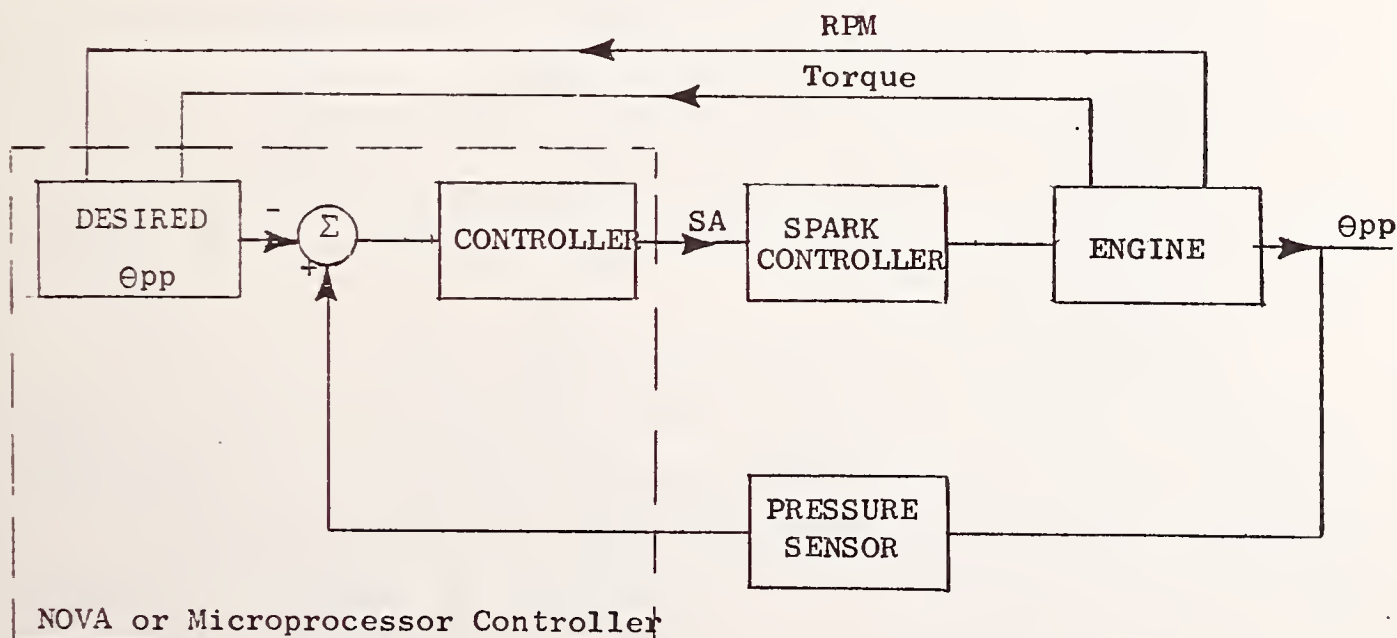 RPM
Torque
DESIRED
θpp
-
Σ
+
CONTROLLER
SA
SPARK
CONTROLLER
ENGINE
θpp
PRESSURE
SENSOR
NOVA or Microprocessor Controller